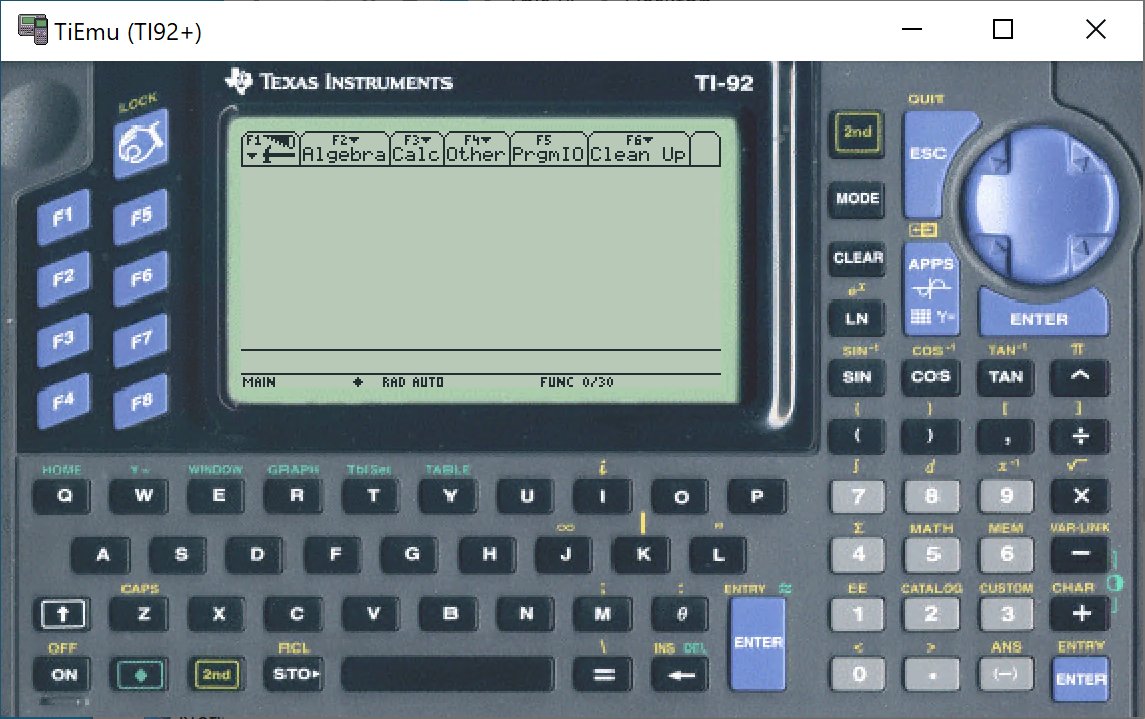 TiEmu (TI92+)
TEXAS INSTRUMENTS TI-92
LOCK
QUIT
F1 F2 F3 F4 F5 F6
Algebra Calc Other PrgmIO Clean Up
2nd ESC
F1 F5
MODE
F2 F6
CLEAR APPS
e^x
LN Y= ENTER
F3 F7
SIN⁻¹ COS⁻¹ TAN⁻¹ π
MAIN RAD AUTO FUNC 0/30
SIN COS TAN ^
F4 F8
{ } [ ]
( ) , ÷
HOME Y= WINDOW GRAPH TblSet TABLE i
∫ d x⁻¹ √
Q W E R T Y U I O P
7 8 9 ×
∞ | "
Σ MATH MEM VAR-LINK
A S D F G H J K L
4 5 6 −
CAPS ; : ENTRY ≈
EE CATALOG CUSTOM CHAR
↑ Z X C V B N M θ
1 2 3 +
OFF RCL \ INS DEL
ENTER
< > ANS ENTRY
ON ◆ 2nd STO▸ = ←
0 . (−) ENTER